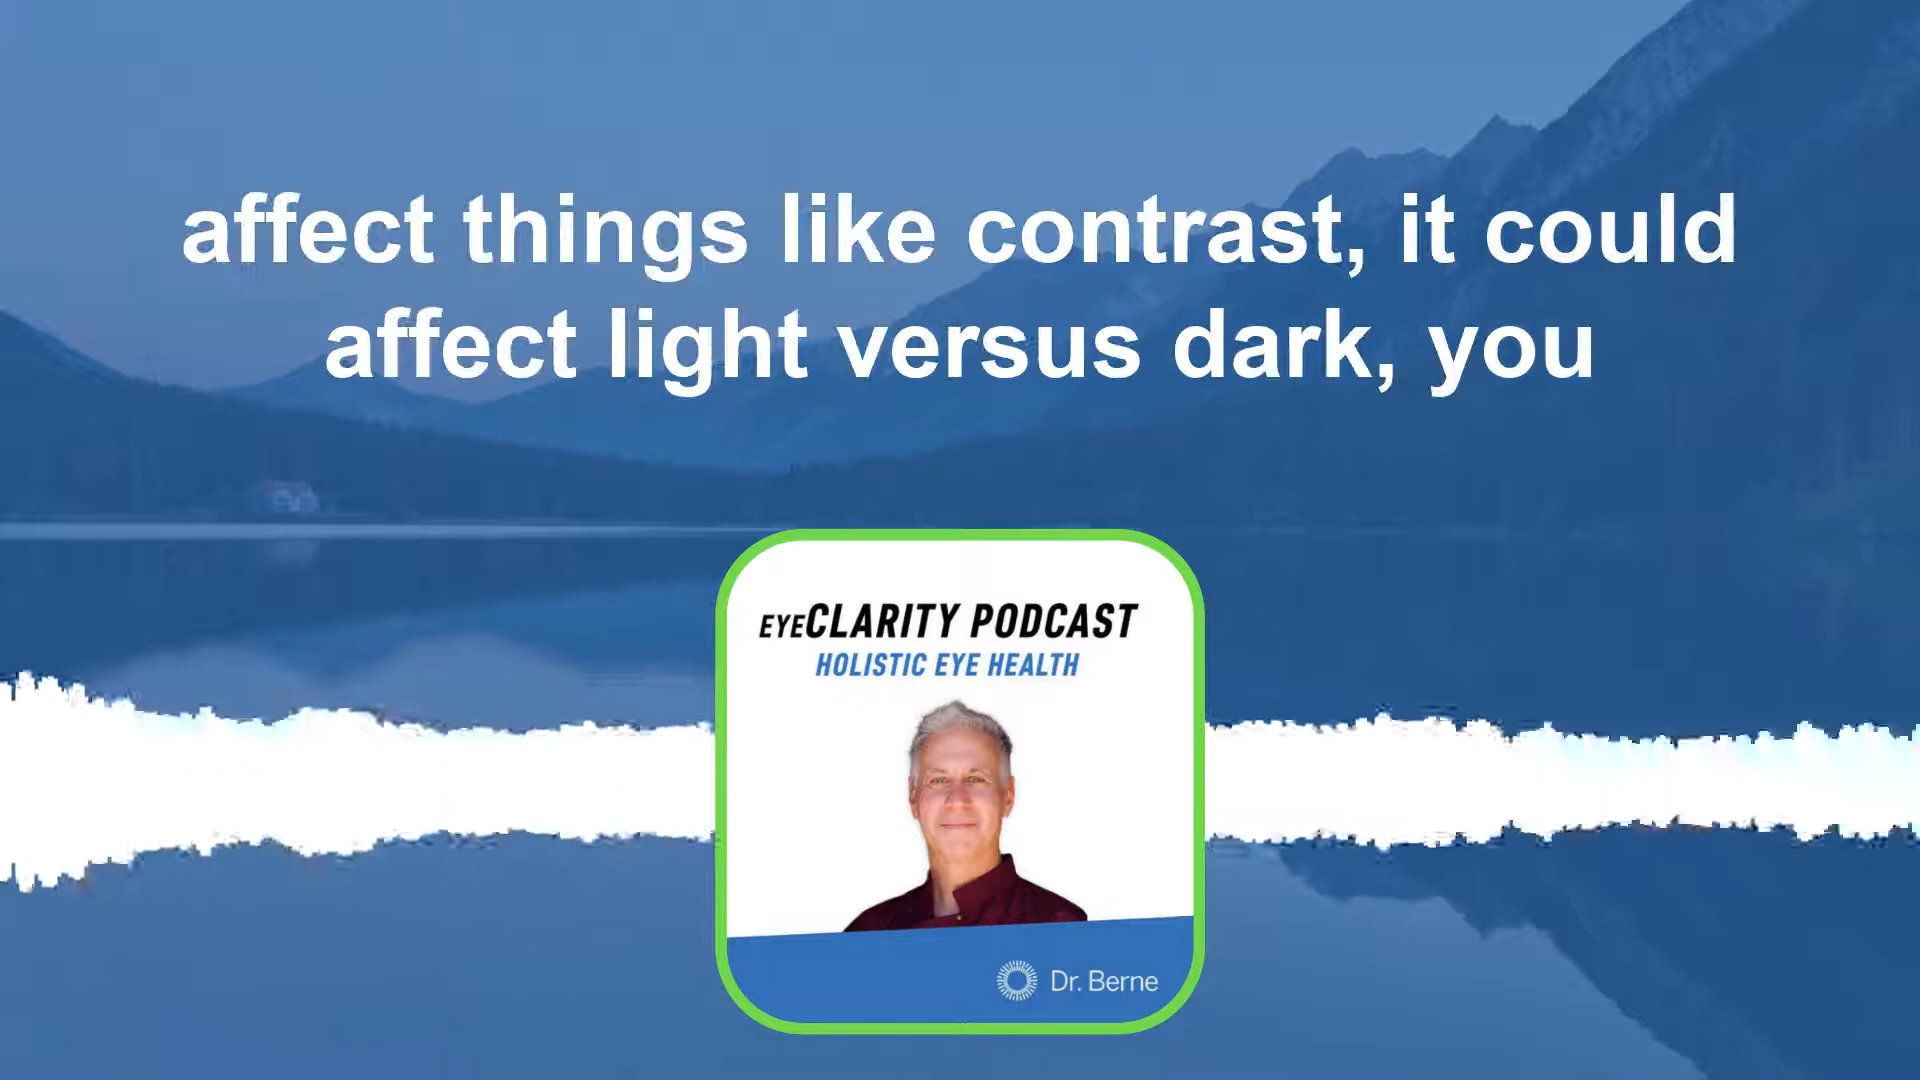 affect things like contrast, it could
affect light versus dark, you
EYECLARITY PODCAST
HOLISTIC EYE HEALTH
Dr. Berne